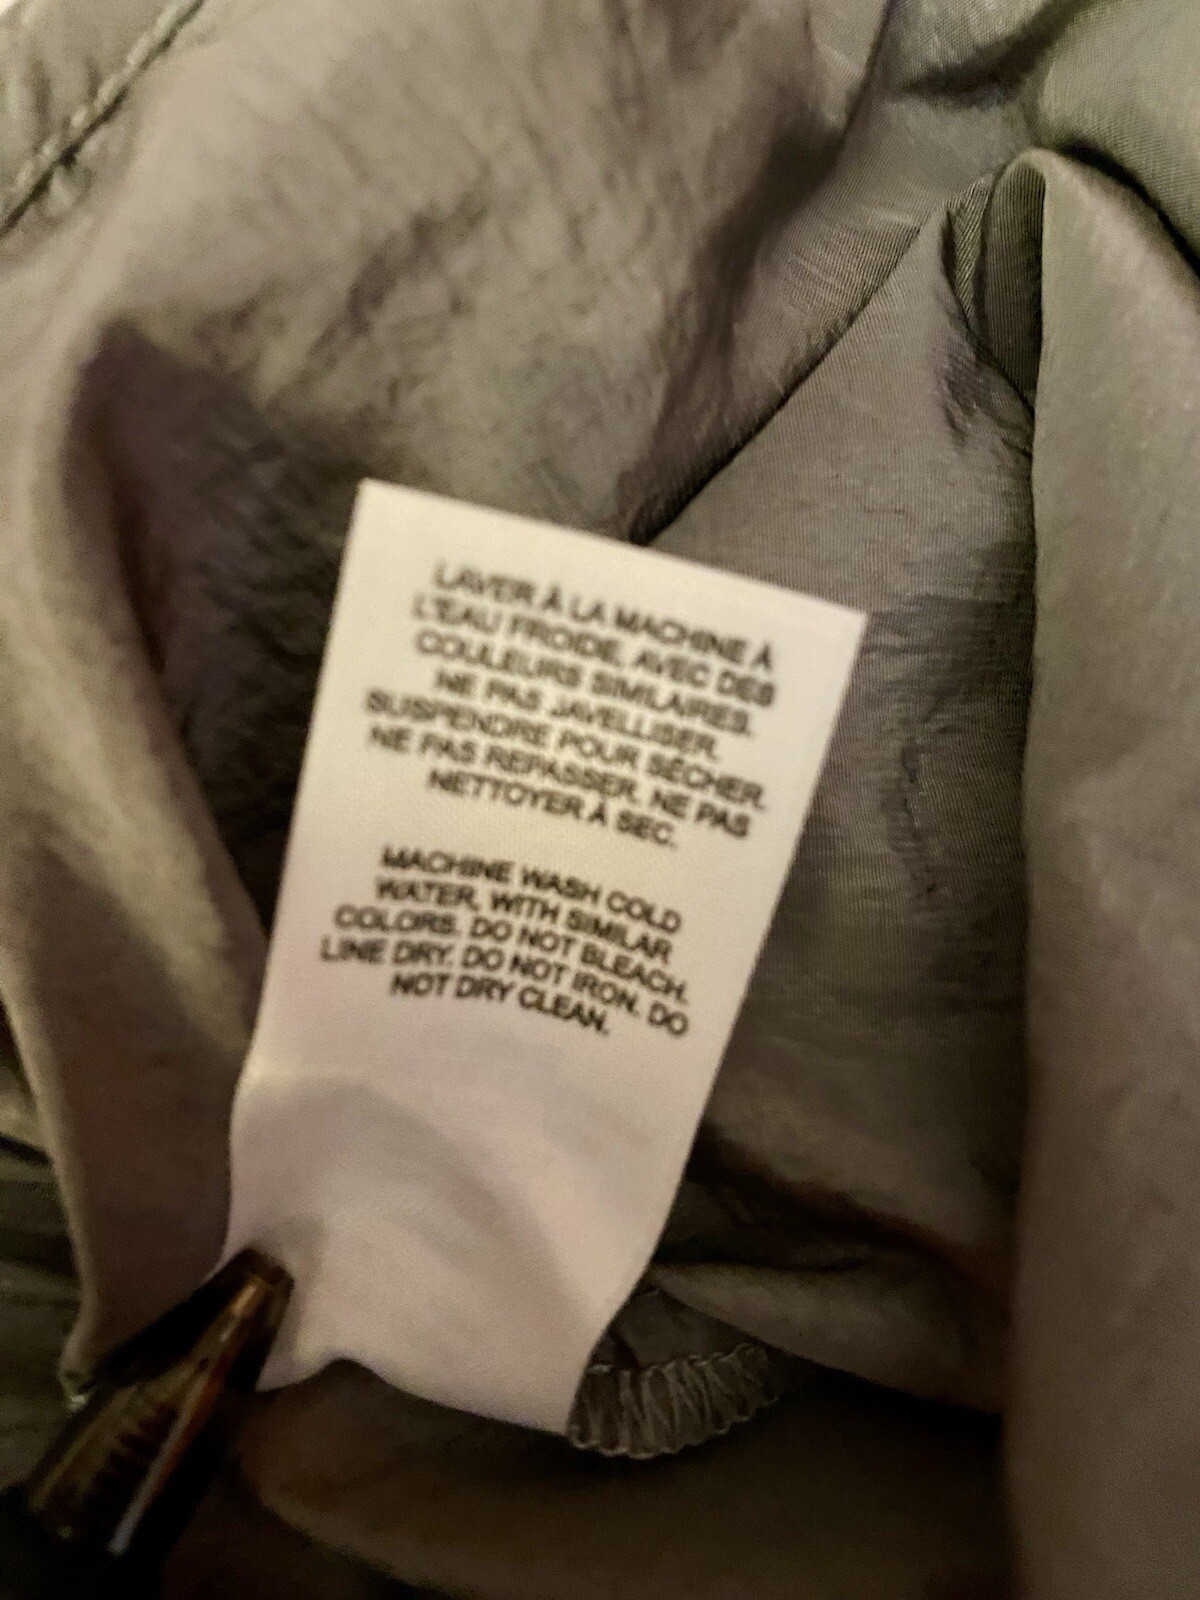 LAVER À LA MACHINE À
L'EAU FROIDE, AVEC DES
COULEURS SIMILAIRES.
NE PAS JAVELLISER.
SUSPENDRE POUR SÉCHER.
NE PAS REPASSER. NE PAS
NETTOYER À SEC.
MACHINE WASH COLD
WATER, WITH SIMILAR
COLORS. DO NOT BLEACH.
LINE DRY. DO NOT IRON. DO
NOT DRY CLEAN.